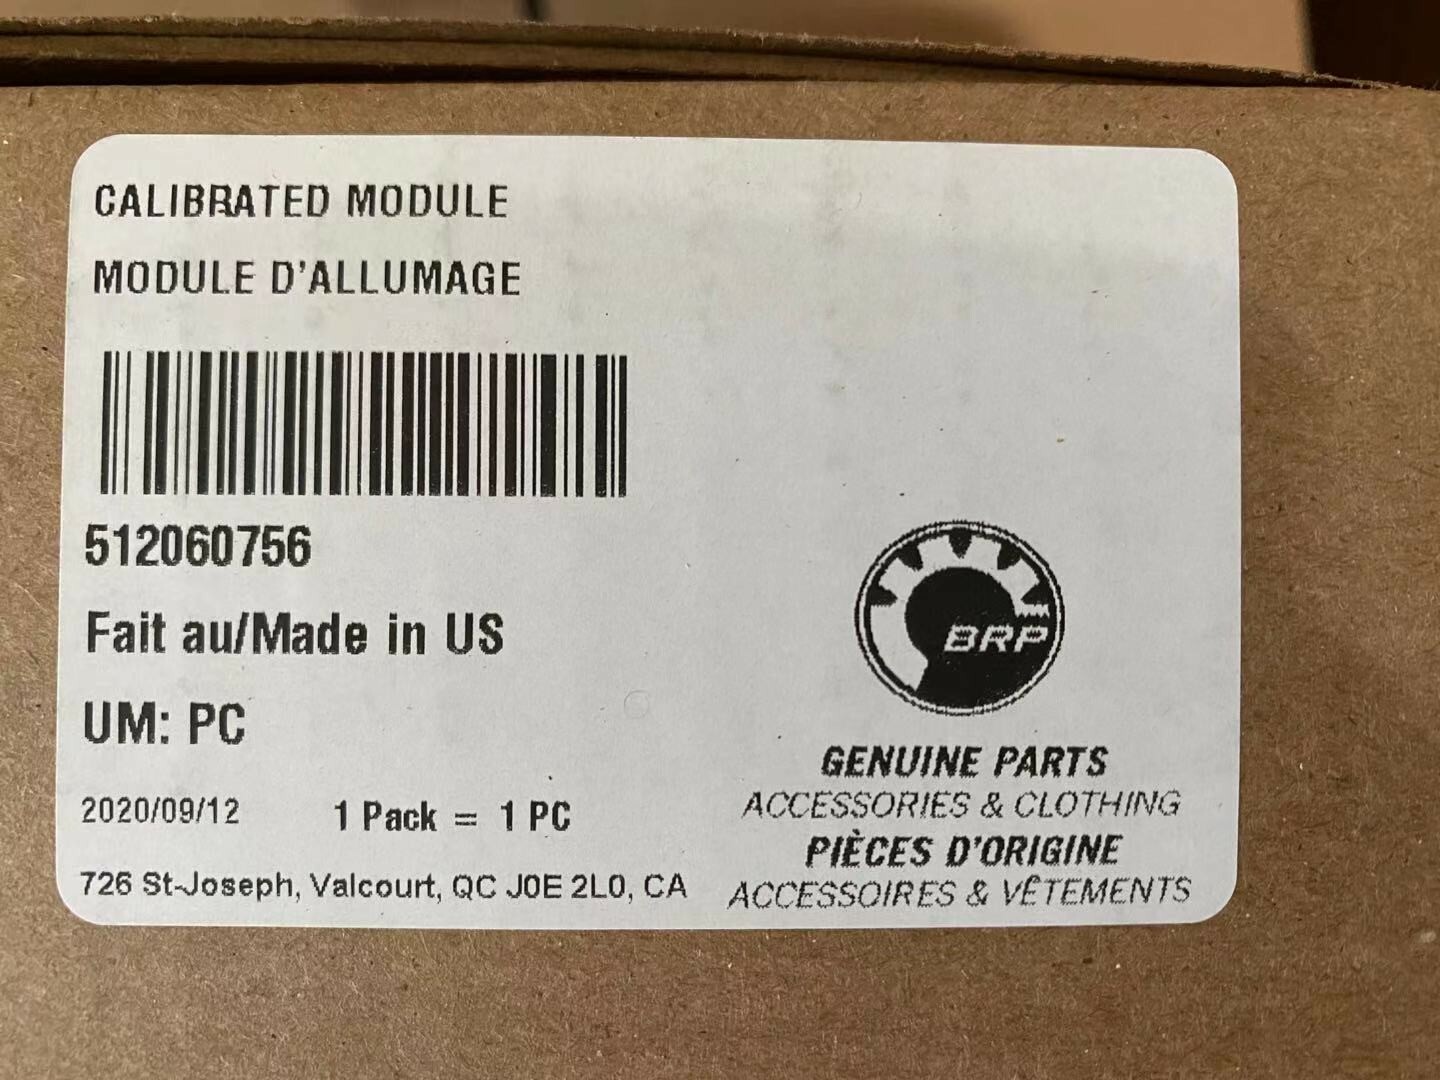 CALIBRATED MODULE
MODULE D'ALLUMAGE
512060756
Fait au/Made in US
UM: PC
2020/09/12 1 Pack = 1 PC
726 St-Joseph, Valcourt, QC J0E 2L0, CA
BRP
GENUINE PARTS
ACCESSORIES & CLOTHING
PIÈCES D'ORIGINE
ACCESSOIRES & VÊTEMENTS